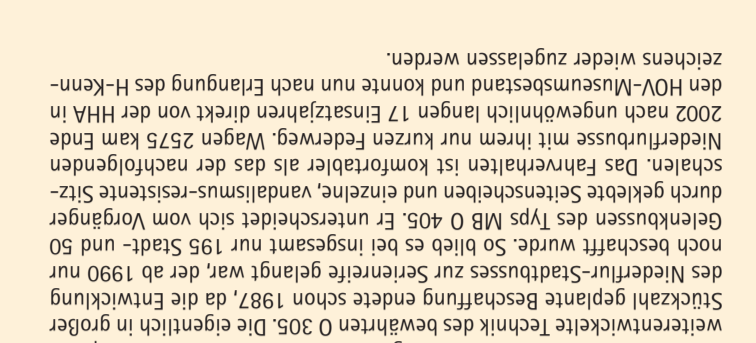 weiterentwickelte Technik des bewährten O 305. Die eigentlich in großer
Stückzahl geplante Beschaffung endete schon 1987, da die Entwicklung
des Niederflur-Stadtbusses zur Serienreife gelangt war, der ab 1990 nur
noch beschafft wurde. So blieb es bei insgesamt nur 195 Stadt- und 50
Gelenkbussen des Typs MB O 405. Er unterscheidet sich vom Vorgänger
durch geklebte Seitenscheiben und einzelne, vandalismus-resistente Sitz-
schalen. Das Fahrverhalten ist komfortabler als das der nachfolgenden
Niederflurbusse mit ihrem nur kurzen Federweg. Wagen 2575 kam Ende
2002 nach ungewöhnlich langen 17 Einsatzjahren direkt von der HHA in
den HOV-Museumsbestand und konnte nun nach Erlangung des H-Kenn-
zeichens wieder zugelassen werden.